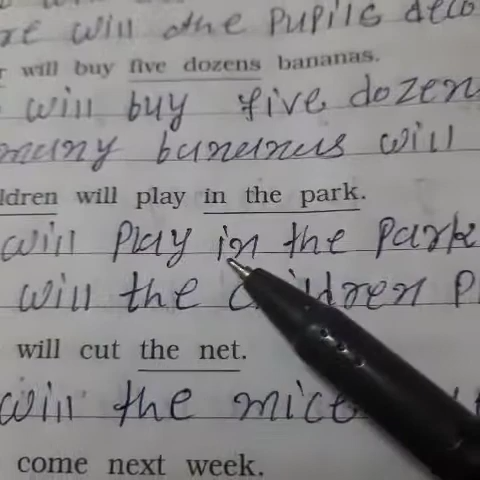 re will the pupils deco
r will buy five dozens bananas.
will buy five dozen
many bananas will
ldren will play in the park.
will Play in the Park
will the children P
will cut the net.
will the mice
come next week.